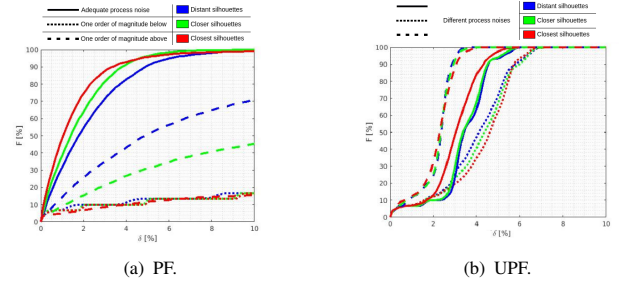 Adequate process noise
Distant silhouettes
One order of magnitude below
Closer silhouettes
One order of magnitude above
Closest silhouettes
F [%]
100
90
80
70
60
50
40
30
20
10
0
0 2 4 6 8 10
δ [%]
(a) PF.
Different process noises
Distant silhouettes
Closer silhouettes
Closest silhouettes
F [%]
100
90
80
70
60
50
40
30
20
10
0
0 2 4 6 8 10
δ [%]
(b) UPF.